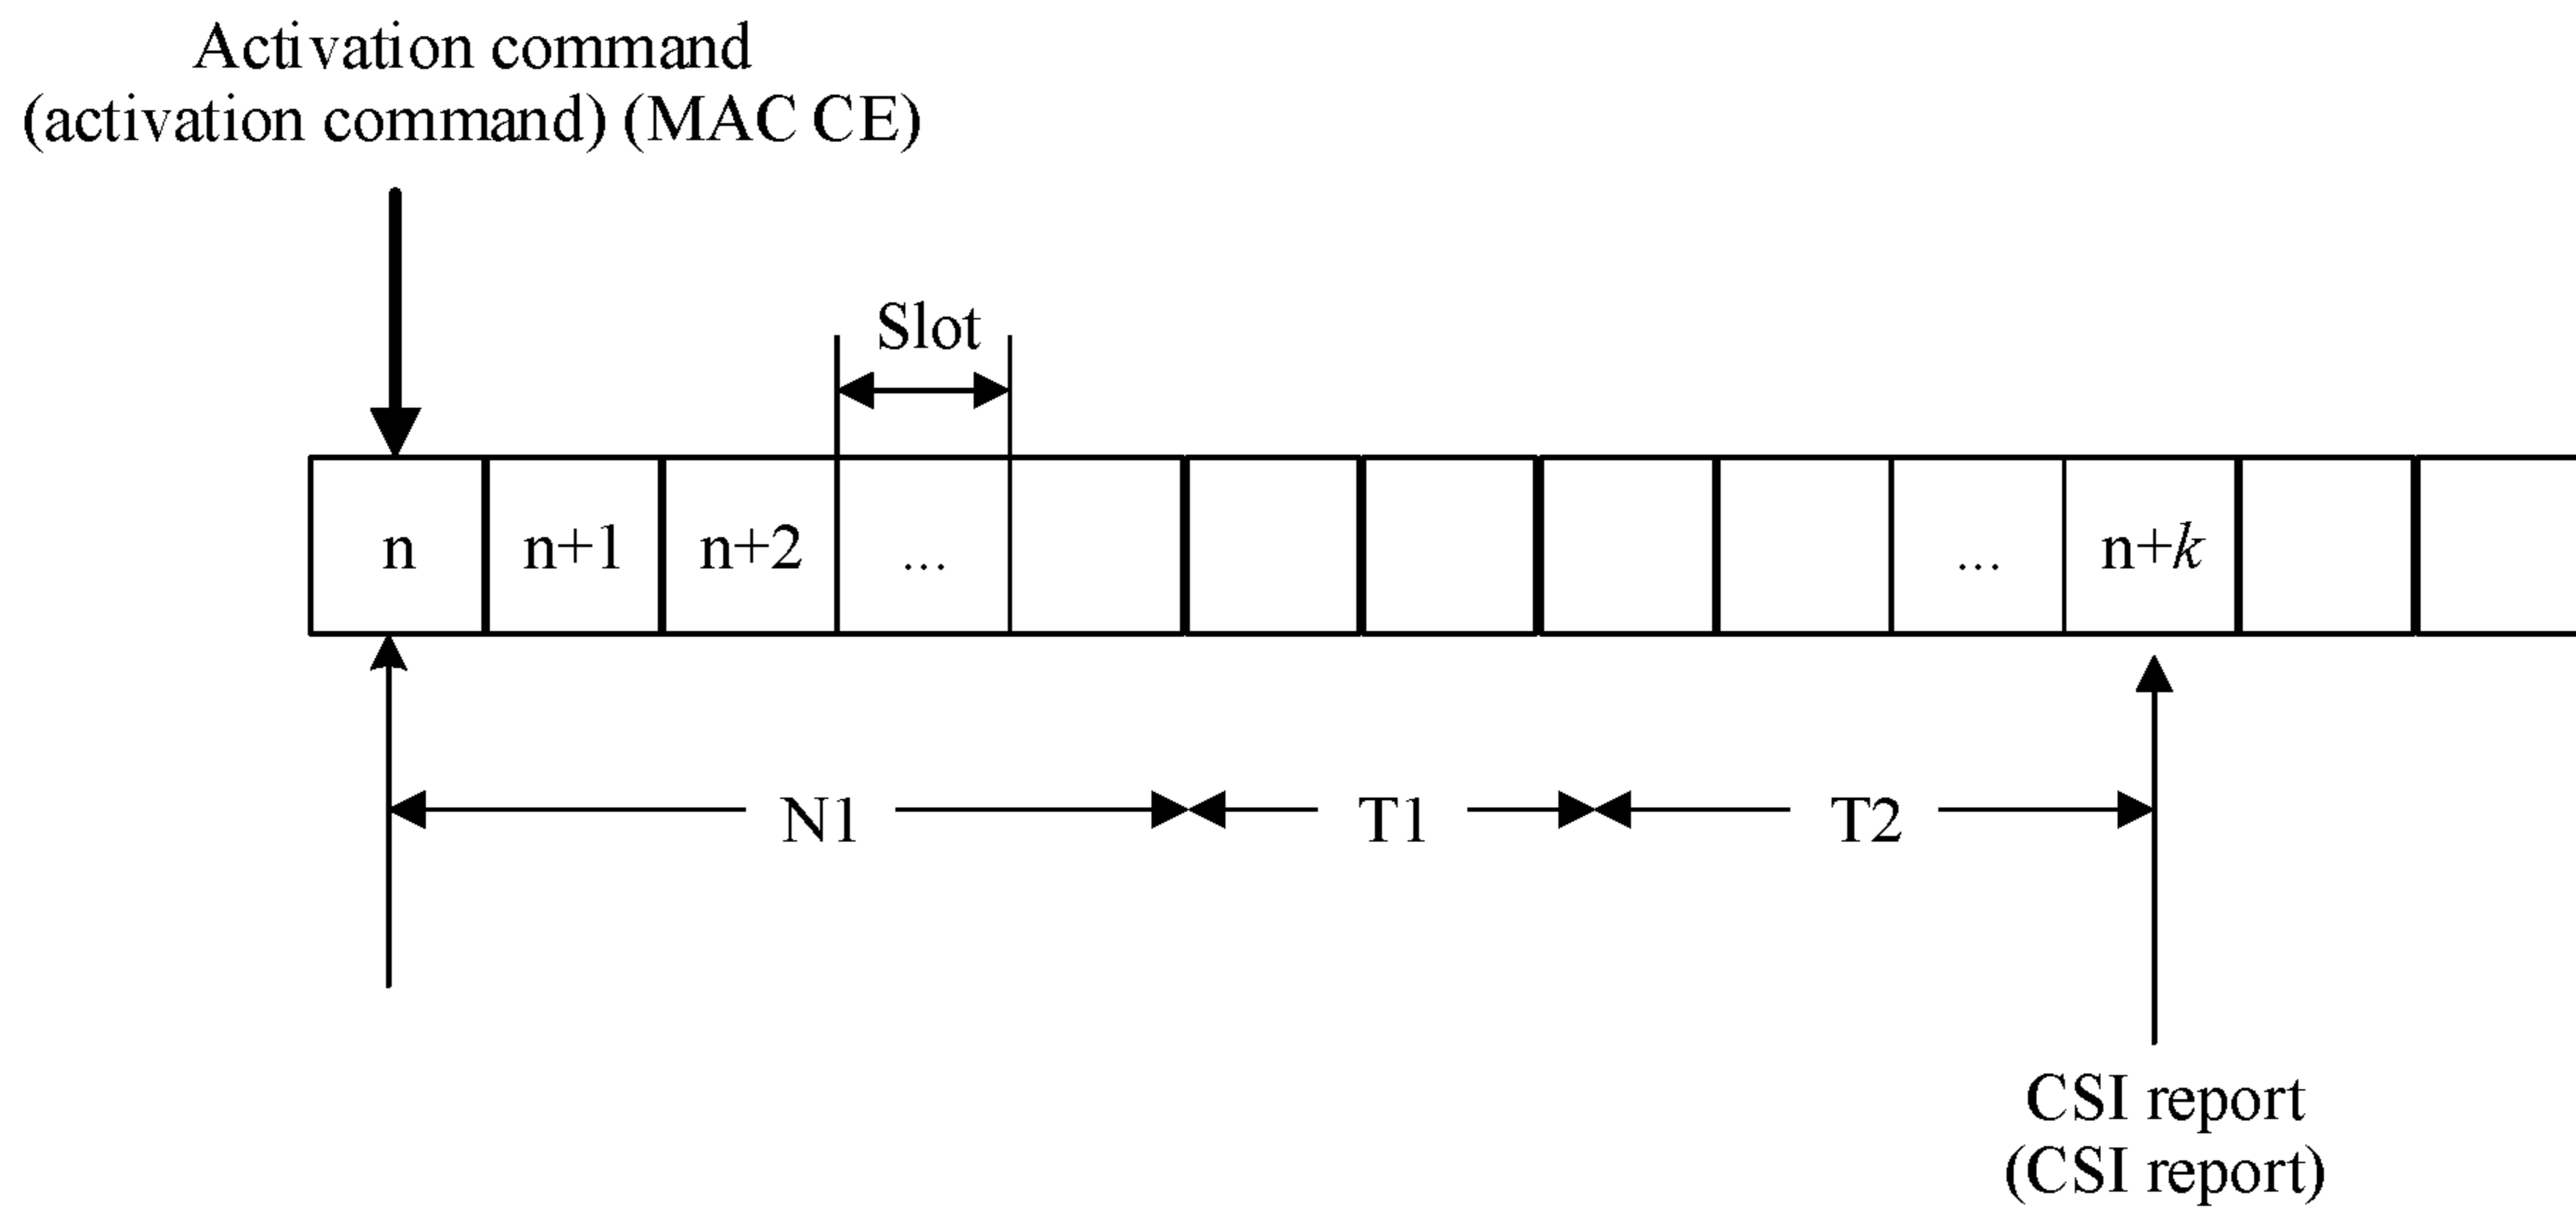 Activation command
(activation command) (MAC CE)
Slot
n
n+1
n+2
...
...
n+k
N1
T1
T2
CSI report
(CSI report)